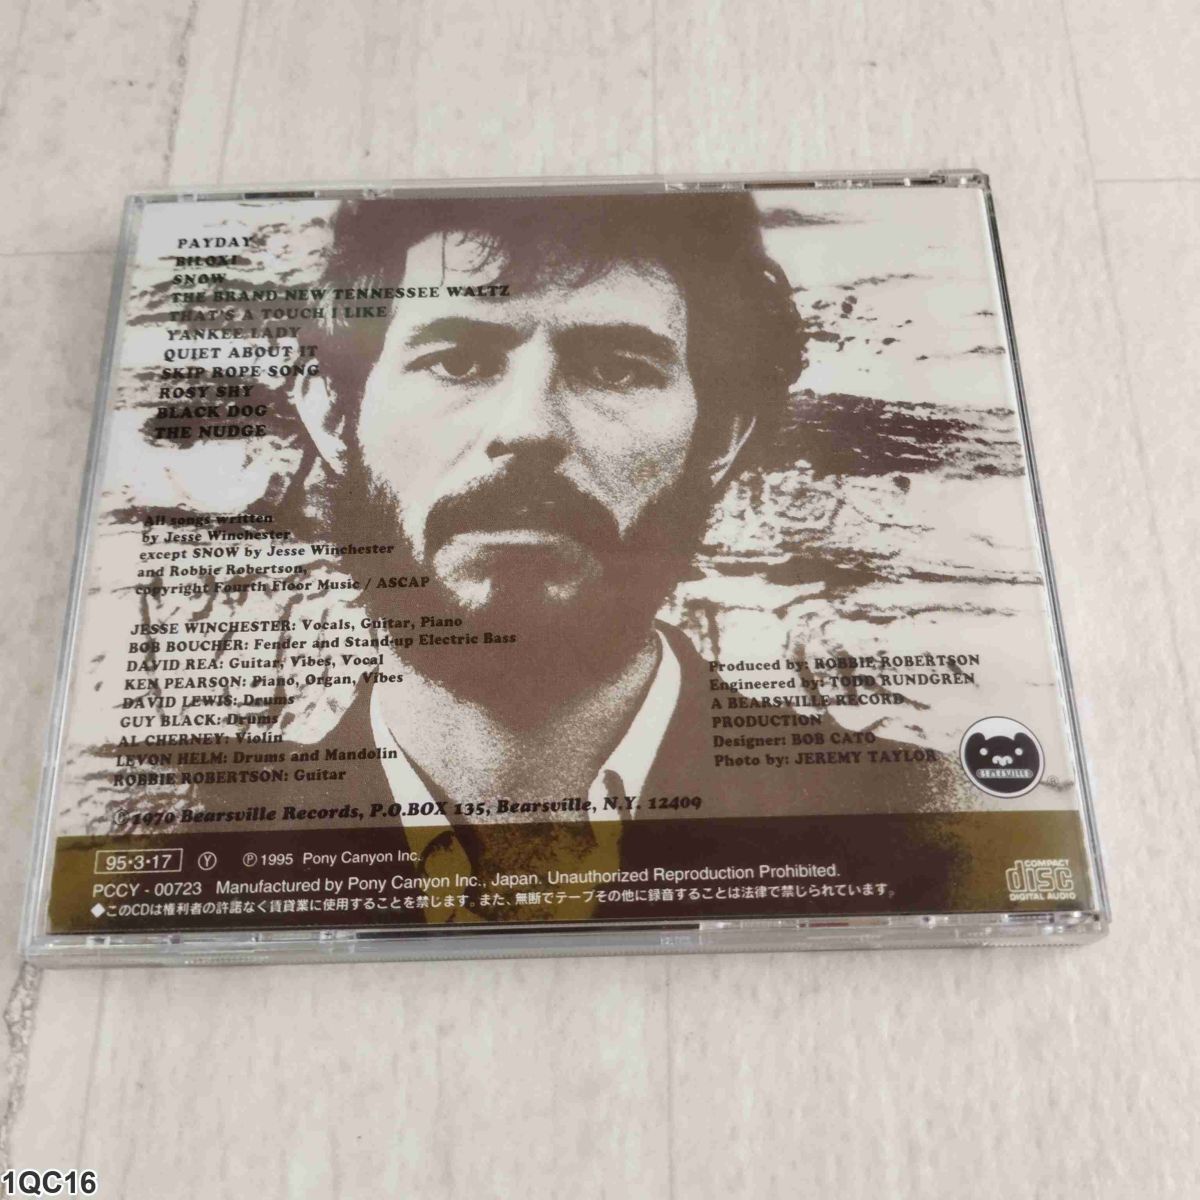 PAYDAY
BILOXI
SNOW
THE BRAND NEW TENNESSEE WALTZ
THAT'S A TOUCH I LIKE
YANKEE LADY
QUIET ABOUT IT
SKIP ROPE SONG
ROSY SHY
BLACK DOG
THE NUDGE
All songs written
by Jesse Winchester
except SNOW by Jesse Winchester
and Robbie Robertson,
copyright Fourth Floor Music / ASCAP
JESSE WINCHESTER: Vocals, Guitar, Piano
BOB BOUCHER: Fender and Stand-up Electric Bass
DAVID REA: Guitar, Vibes, Vocal
KEN PEARSON: Piano, Organ, Vibes
DAVID LEWIS: Drums
GUY BLACK: Drums
AL CHERNEY: Violin
LEVON HELM: Drums and Mandolin
ROBBIE ROBERTSON: Guitar
Produced by: ROBBIE ROBERTSON
Engineered by: TODD RUNDGREN
A BEARSVILLE RECORD
PRODUCTION
Designer: BOB CATO
Photo by: JEREMY TAYLOR
BEARSVILLE ®
℗1970 Bearsville Records, P.O.BOX 135, Bearsville, N.Y. 12409
95・3・17 Ⓨ ℗1995 Pony Canyon Inc.
PCCY - 00723 Manufactured by Pony Canyon Inc., Japan. Unauthorized Reproduction Prohibited.
◆このCDは権利者の許諾なく賃貸業に使用することを禁じます。また、無断でテープその他に録音することは法律で禁じられています。
COMPACT
disc
DIGITAL AUDIO
1QC16